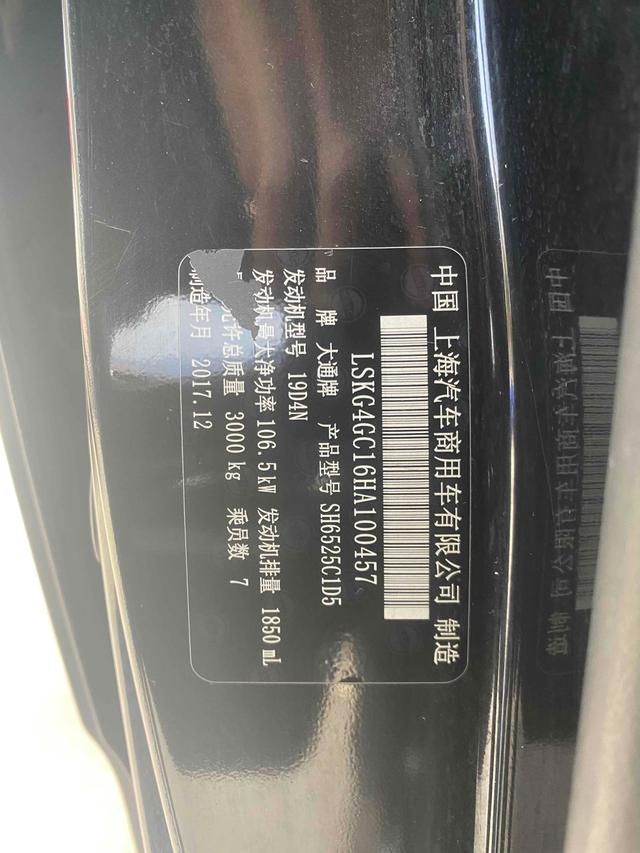 中国 上海汽车商用车有限公司 制造
LSKG4GC16HA100457
品 牌 大通牌 产品型号 SH6525C1D5
发动机型号 19D4N
发动机最大净功率 106.5kW 发动机排量 1850 mL
允许总质量 3000 kg 乘员数 7
制造年月 2017.12